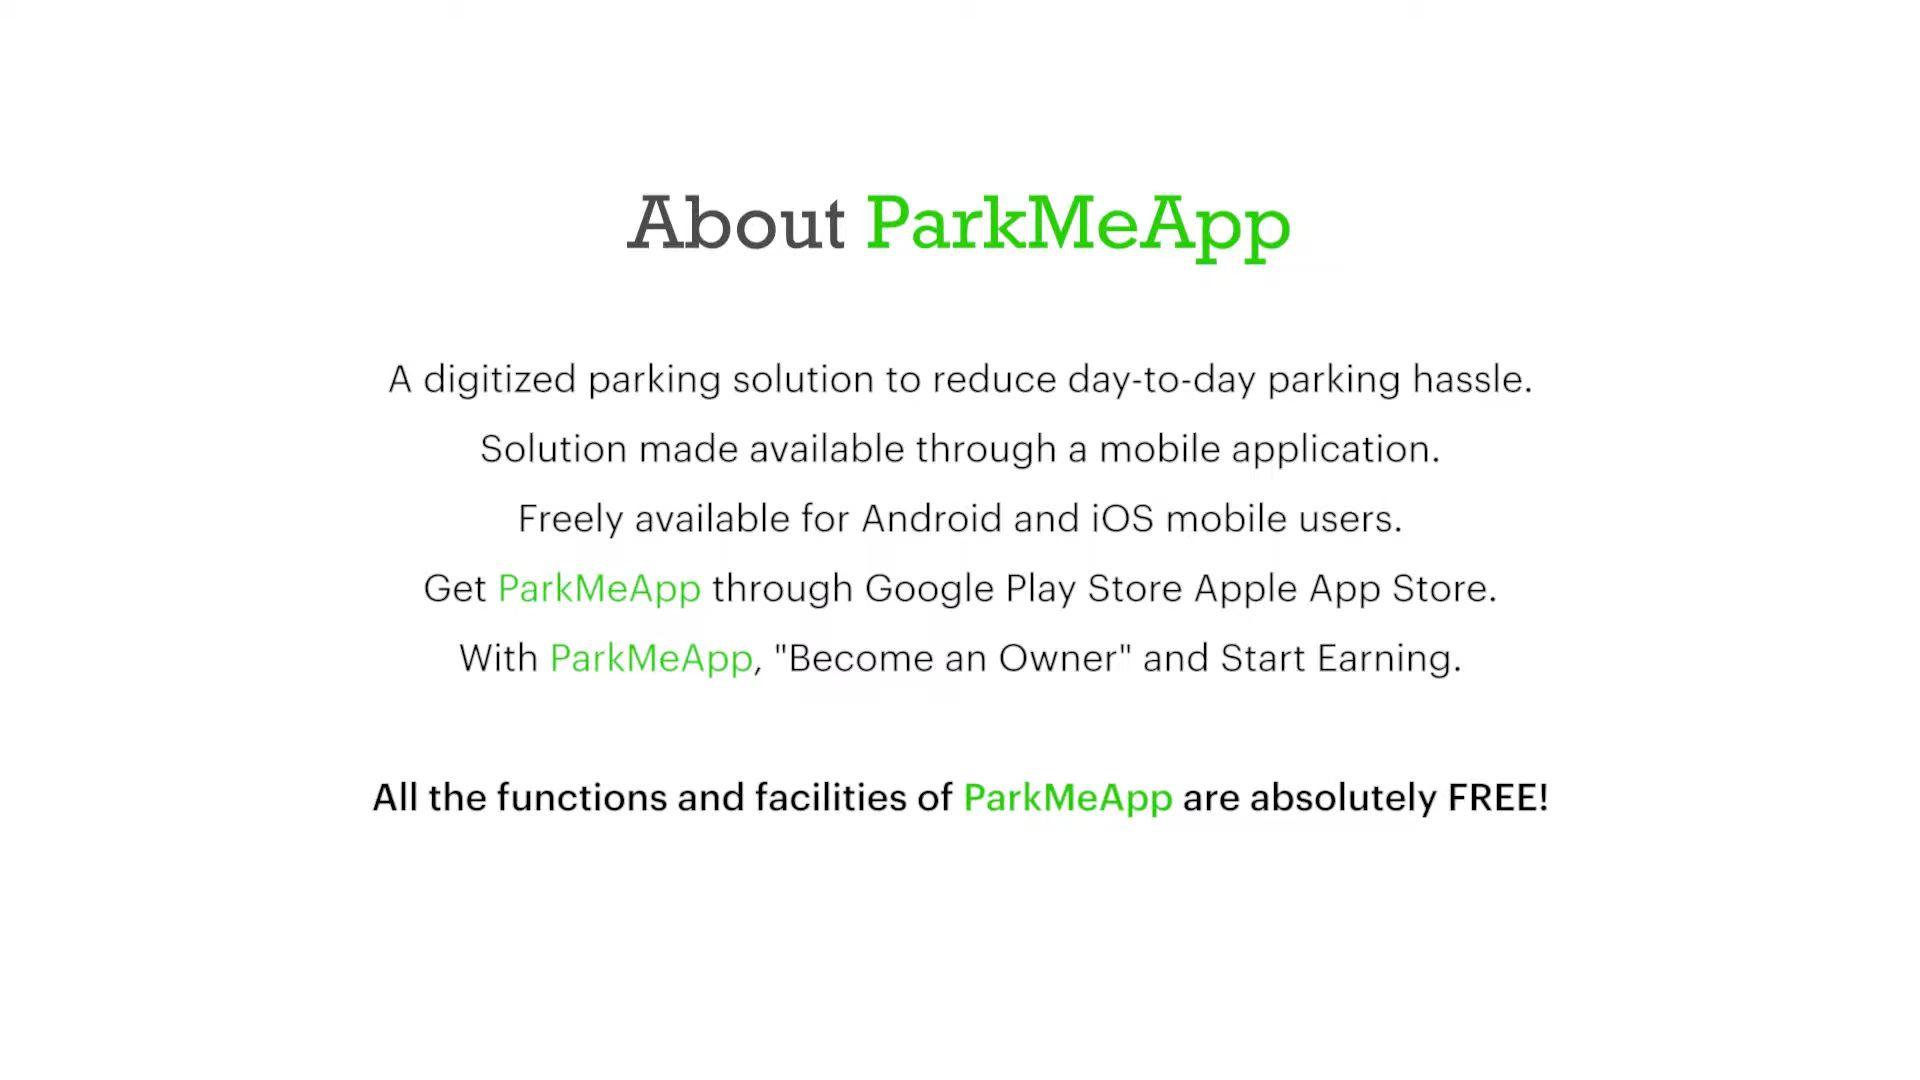 About ParkMeApp
A digitized parking solution to reduce day-to-day parking hassle.
Solution made available through a mobile application.
Freely available for Android and iOS mobile users.
Get ParkMeApp through Google Play Store Apple App Store.
With ParkMeApp, "Become an Owner" and Start Earning.
All the functions and facilities of ParkMeApp are absolutely FREE!